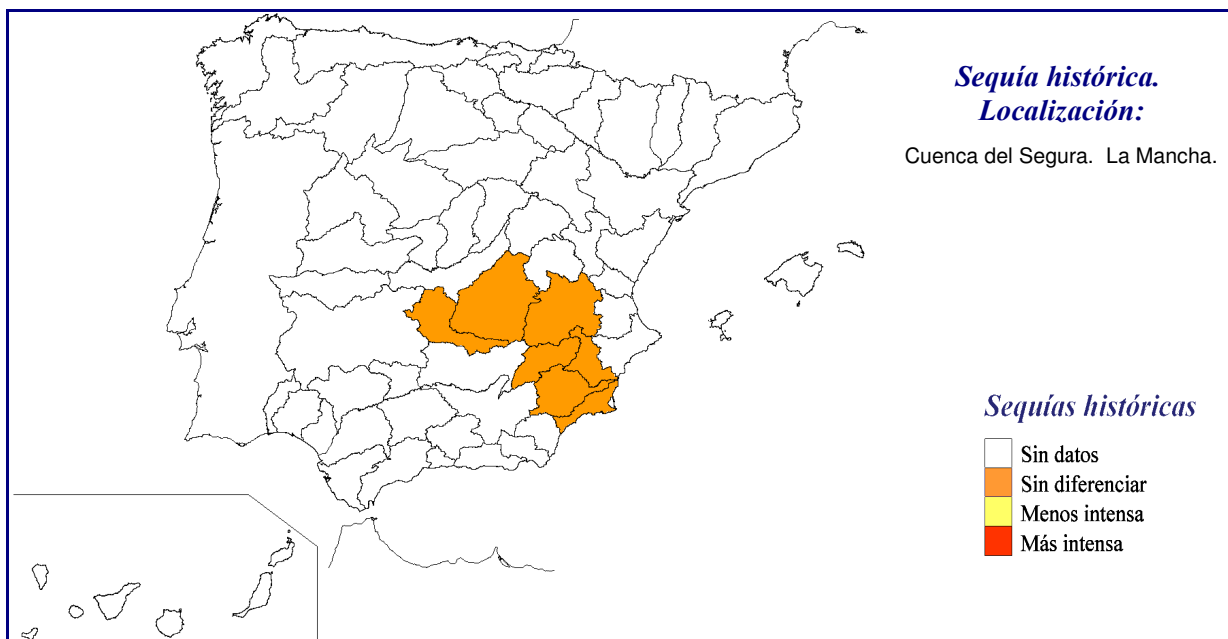 Sequía histórica.
Localización:
Cuenca del Segura. La Mancha.
Sequías históricas
Sin datos
Sin diferenciar
Menos intensa
Más intensa